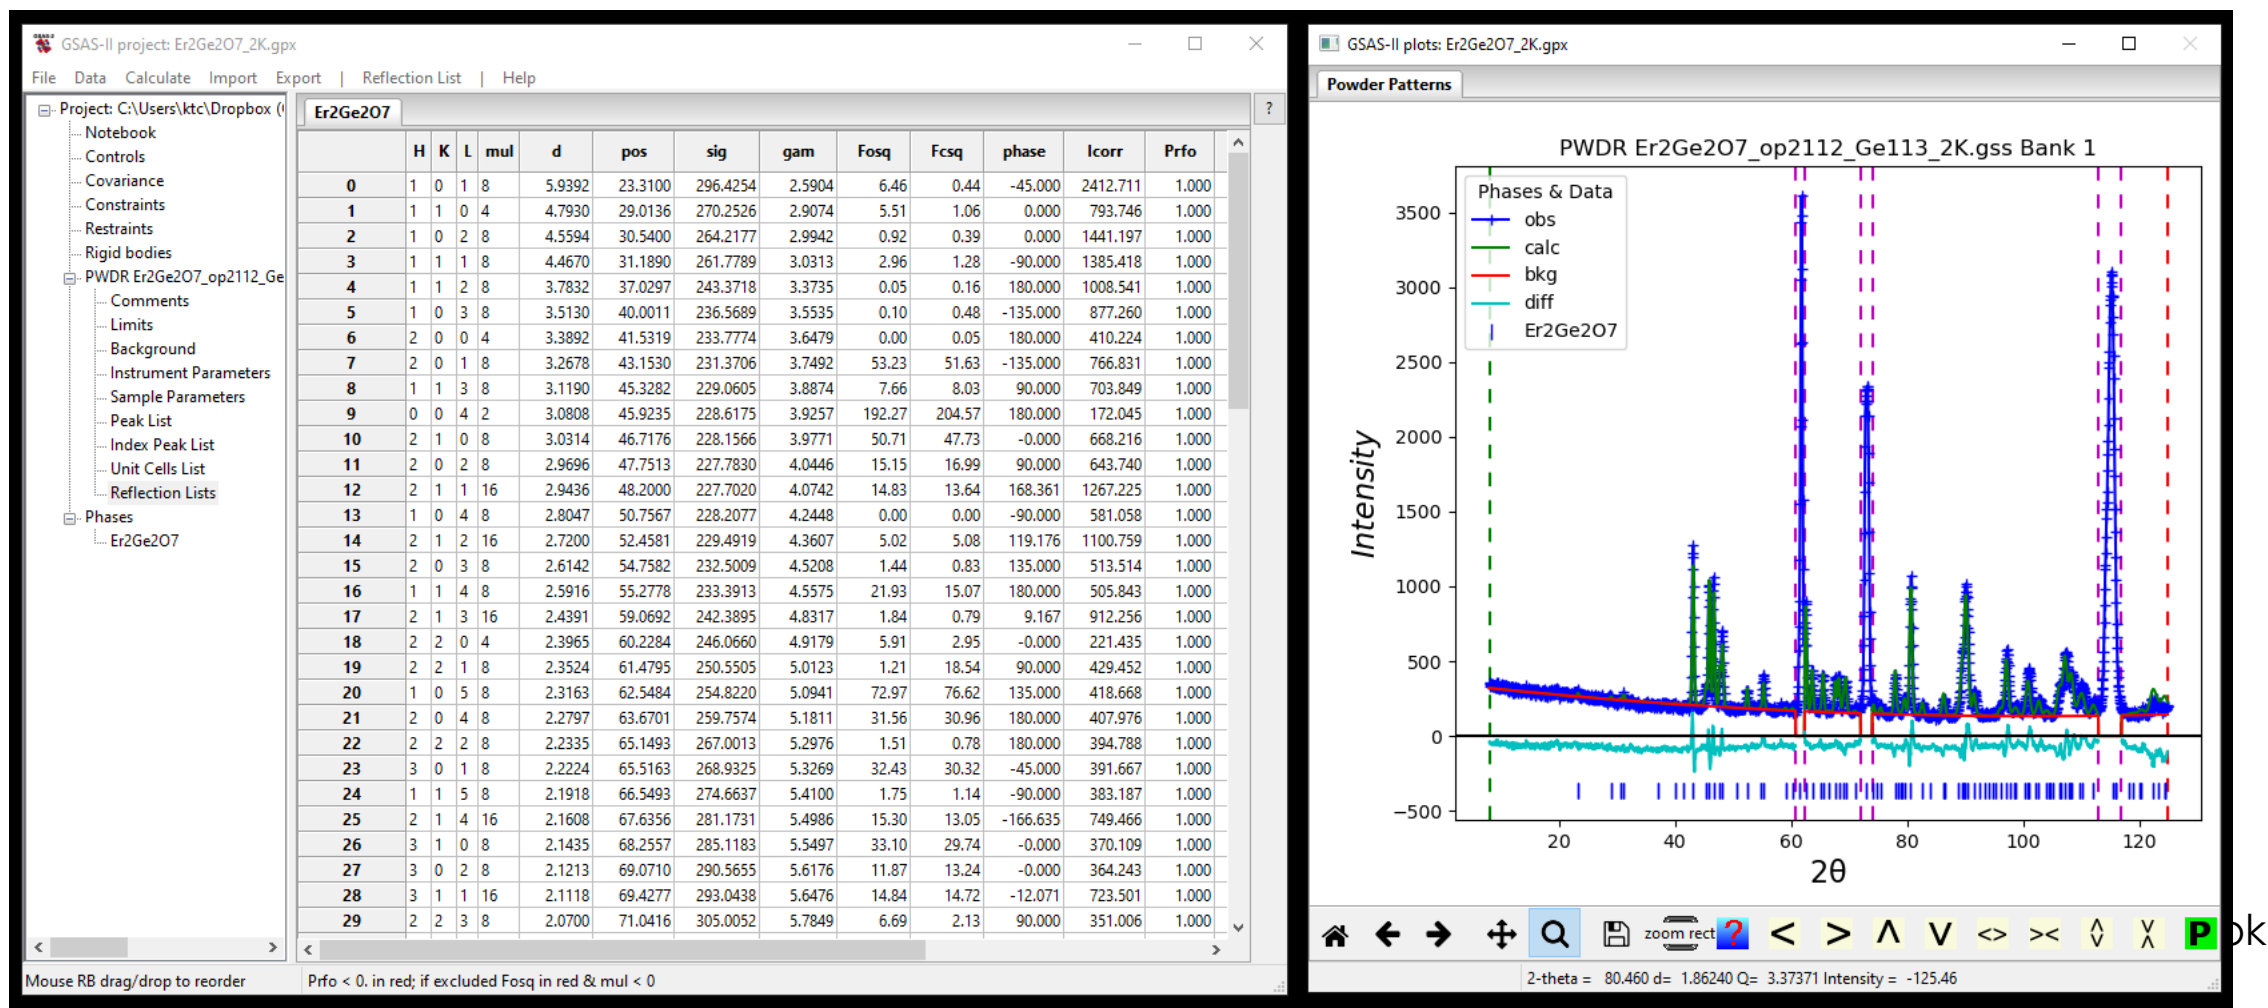 GSAS-II project: Er2Ge2O7_2K.gpx
File Data Calculate Import Export | Reflection List | Help
Project: C:\Users\ktc\Dropbox (
Notebook
Controls
Covariance
Constraints
Restraints
Rigid bodies
PWDR Er2Ge2O7_op2112_Ge
Comments
Limits
Background
Instrument Parameters
Sample Parameters
Peak List
Index Peak List
Unit Cells List
Reflection Lists
Phases
Er2Ge2O7
Er2Ge2O7
?
H K L mul d pos sig gam Fosq Fcsq phase Icorr Prfo
0 1 0 1 8 5.9392 23.3100 296.4254 2.5904 6.46 0.44 -45.000 2412.711 1.000
1 1 1 0 4 4.7930 29.0136 270.2526 2.9074 5.51 1.06 0.000 793.746 1.000
2 1 0 2 8 4.5594 30.5400 264.2177 2.9942 0.92 0.39 0.000 1441.197 1.000
3 1 1 1 8 4.4670 31.1890 261.7789 3.0313 2.96 1.28 -90.000 1385.418 1.000
4 1 1 2 8 3.7832 37.0297 243.3718 3.3735 0.05 0.16 180.000 1008.541 1.000
5 1 0 3 8 3.5130 40.0011 236.5689 3.5535 0.10 0.48 -135.000 877.260 1.000
6 2 0 0 4 3.3892 41.5319 233.7774 3.6479 0.00 0.05 180.000 410.224 1.000
7 2 0 1 8 3.2678 43.1530 231.3706 3.7492 53.23 51.63 -135.000 766.831 1.000
8 1 1 3 8 3.1190 45.3282 229.0605 3.8874 7.66 8.03 90.000 703.849 1.000
9 0 0 4 2 3.0808 45.9235 228.6175 3.9257 192.27 204.57 180.000 172.045 1.000
10 2 1 0 8 3.0314 46.7176 228.1566 3.9771 50.71 47.73 -0.000 668.216 1.000
11 2 0 2 8 2.9696 47.7513 227.7830 4.0446 15.15 16.99 90.000 643.740 1.000
12 2 1 1 16 2.9436 48.2000 227.7020 4.0742 14.83 13.64 168.361 1267.225 1.000
13 1 0 4 8 2.8047 50.7567 228.2077 4.2448 0.00 0.00 -90.000 581.058 1.000
14 2 1 2 16 2.7200 52.4581 229.4919 4.3607 5.02 5.08 119.176 1100.759 1.000
15 2 0 3 8 2.6142 54.7582 232.5009 4.5208 1.44 0.83 135.000 513.514 1.000
16 1 1 4 8 2.5916 55.2778 233.3913 4.5575 21.93 15.07 180.000 505.843 1.000
17 2 1 3 16 2.4391 59.0692 242.3895 4.8317 1.84 0.79 9.167 912.256 1.000
18 2 2 0 4 2.3965 60.2284 246.0660 4.9179 5.91 2.95 -0.000 221.435 1.000
19 2 2 1 8 2.3524 61.4795 250.5505 5.0123 1.21 18.54 90.000 429.452 1.000
20 1 0 5 8 2.3163 62.5484 254.8220 5.0941 72.97 76.62 135.000 418.668 1.000
21 2 0 4 8 2.2797 63.6701 259.7574 5.1811 31.56 30.96 180.000 407.976 1.000
22 2 2 2 8 2.2335 65.1493 267.0013 5.2976 1.51 0.78 180.000 394.788 1.000
23 3 0 1 8 2.2224 65.5163 268.9325 5.3269 32.43 30.32 -45.000 391.667 1.000
24 1 1 5 8 2.1918 66.5493 274.6637 5.4100 1.75 1.14 -90.000 383.187 1.000
25 2 1 4 16 2.1608 67.6356 281.1731 5.4986 15.30 13.05 -166.635 749.466 1.000
26 3 1 0 8 2.1435 68.2557 285.1183 5.5497 33.10 29.74 -0.000 370.109 1.000
27 3 0 2 8 2.1213 69.0710 290.5655 5.6176 11.87 13.24 -0.000 364.243 1.000
28 3 1 1 16 2.1118 69.4277 293.0438 5.6476 14.84 14.72 -12.071 723.501 1.000
29 2 2 3 8 2.0700 71.0416 305.0052 5.7849 6.69 2.13 90.000 351.006 1.000
Mouse RB drag/drop to reorder
Prfo < 0. in red; if excluded Fosq in red & mul < 0
GSAS-II plots: Er2Ge2O7_2K.gpx
Powder Patterns
PWDR Er2Ge2O7_op2112_Ge113_2K.gss Bank 1
Phases & Data
obs
calc
bkg
diff
Er2Ge2O7
Intensity
3500
3000
2500
2000
1500
1000
500
0
−500
20 40 60 80 100 120
2θ
zoom rect ? < > Λ V <> >< P
ok
2-theta = 80.460 d= 1.86240 Q= 3.37371 Intensity = -125.46